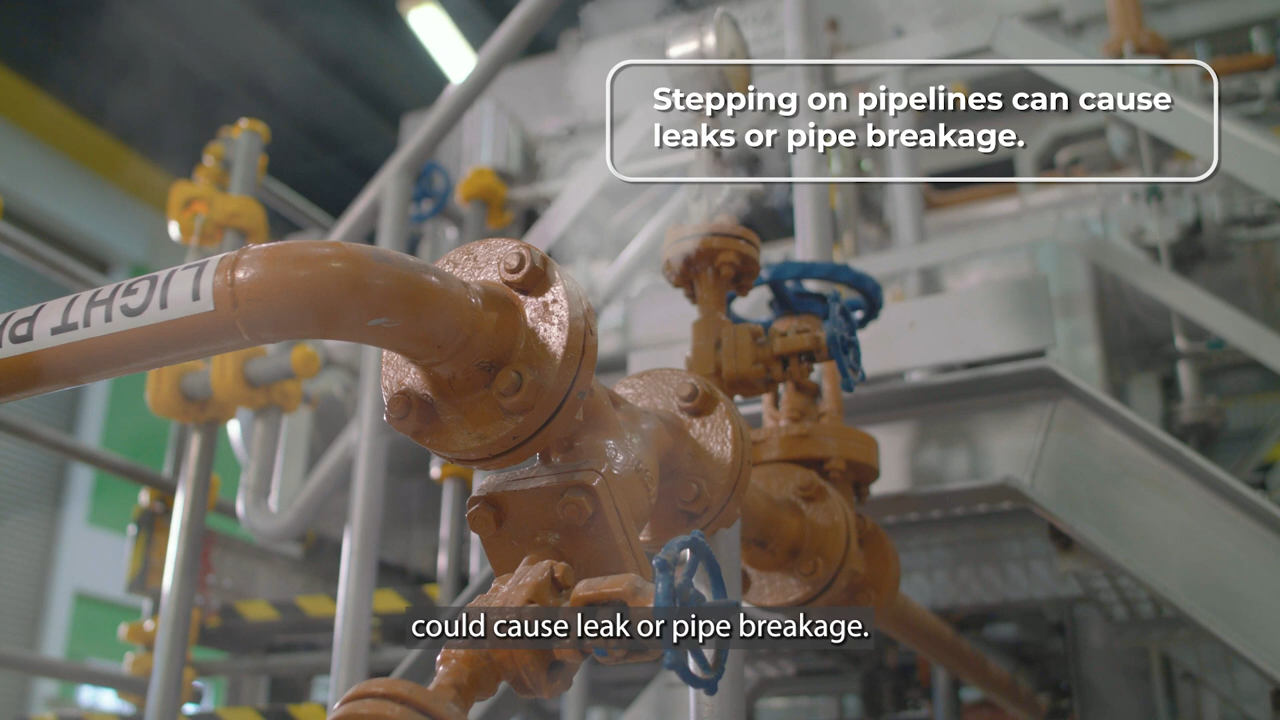 Stepping on pipelines can cause
leaks or pipe breakage.
LIGHT
could cause leak or pipe breakage.